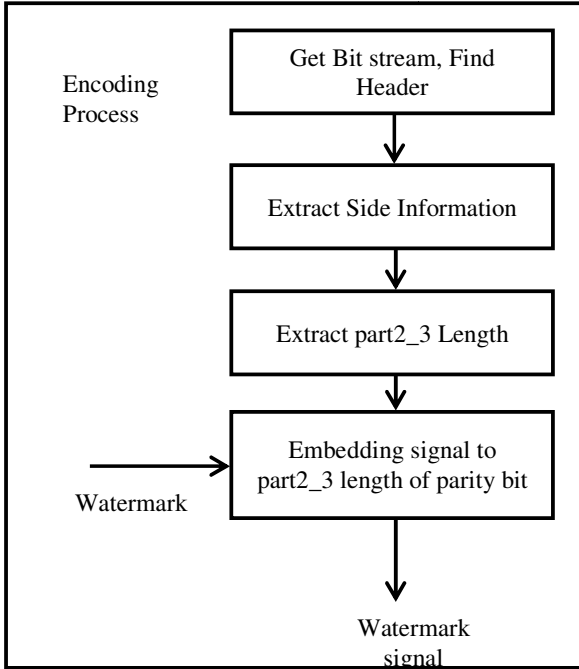 Encoding
Process
Get Bit stream, Find
Header
Extract Side Information
Extract part2_3 Length
Embedding signal to
part2_3 length of parity bit
Watermark
Watermark
signal